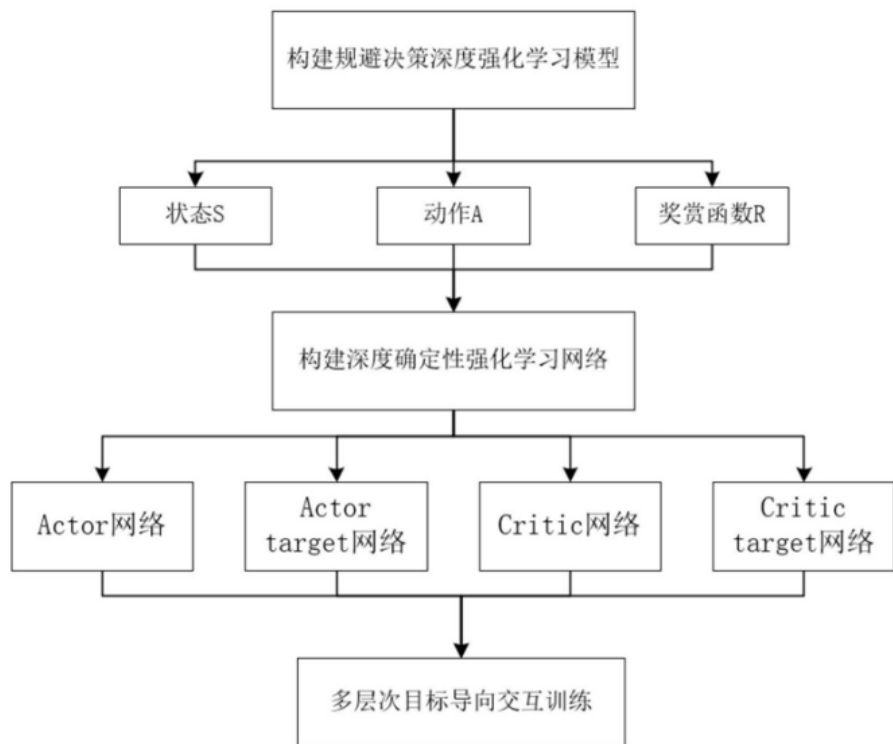 构建规避决策深度强化学习模型
状态S
动作A
奖赏函数R
构建深度确定性强化学习网络
Actor网络
Actor
target网络
Critic网络
Critic
target网络
多层次目标导向交互训练